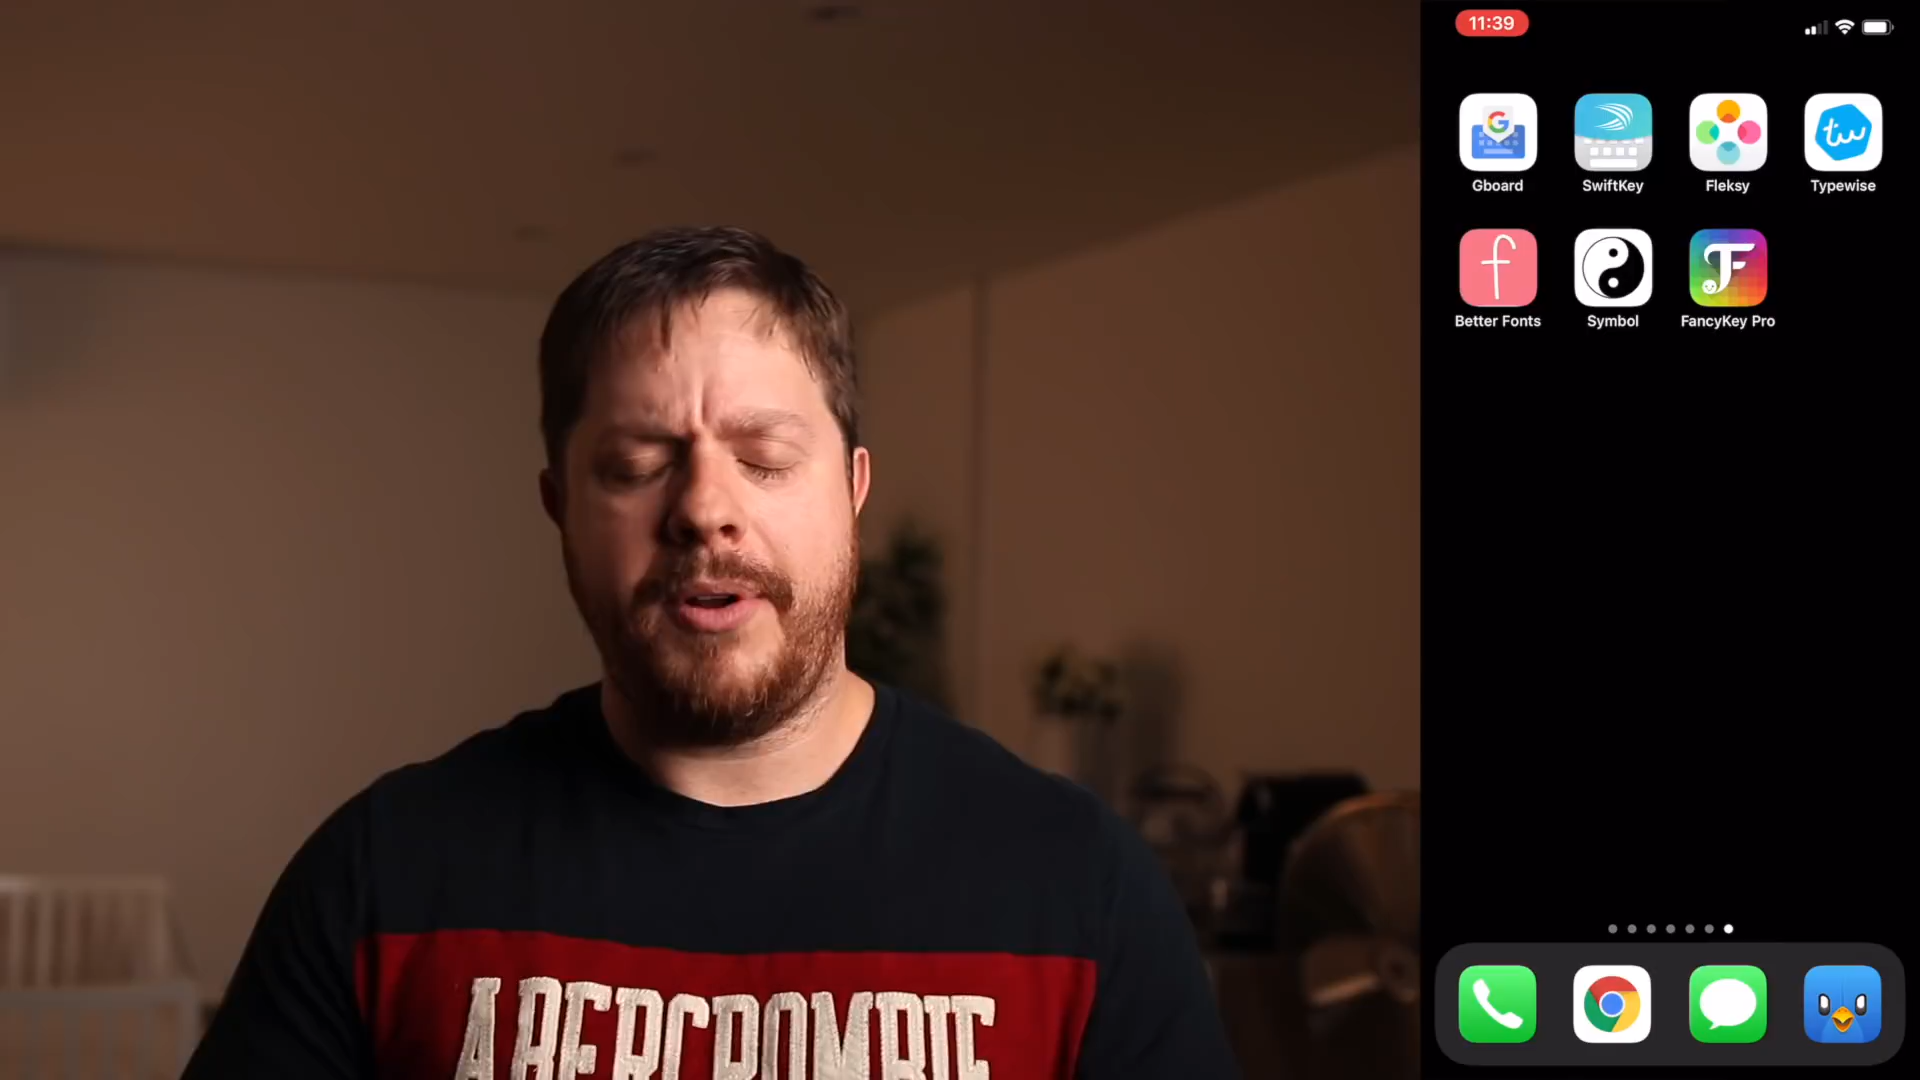 11:39
Gboard
SwiftKey
Fleksy
Typewise
Better Fonts
Symbol
FancyKey Pro
ABERCROMBIE